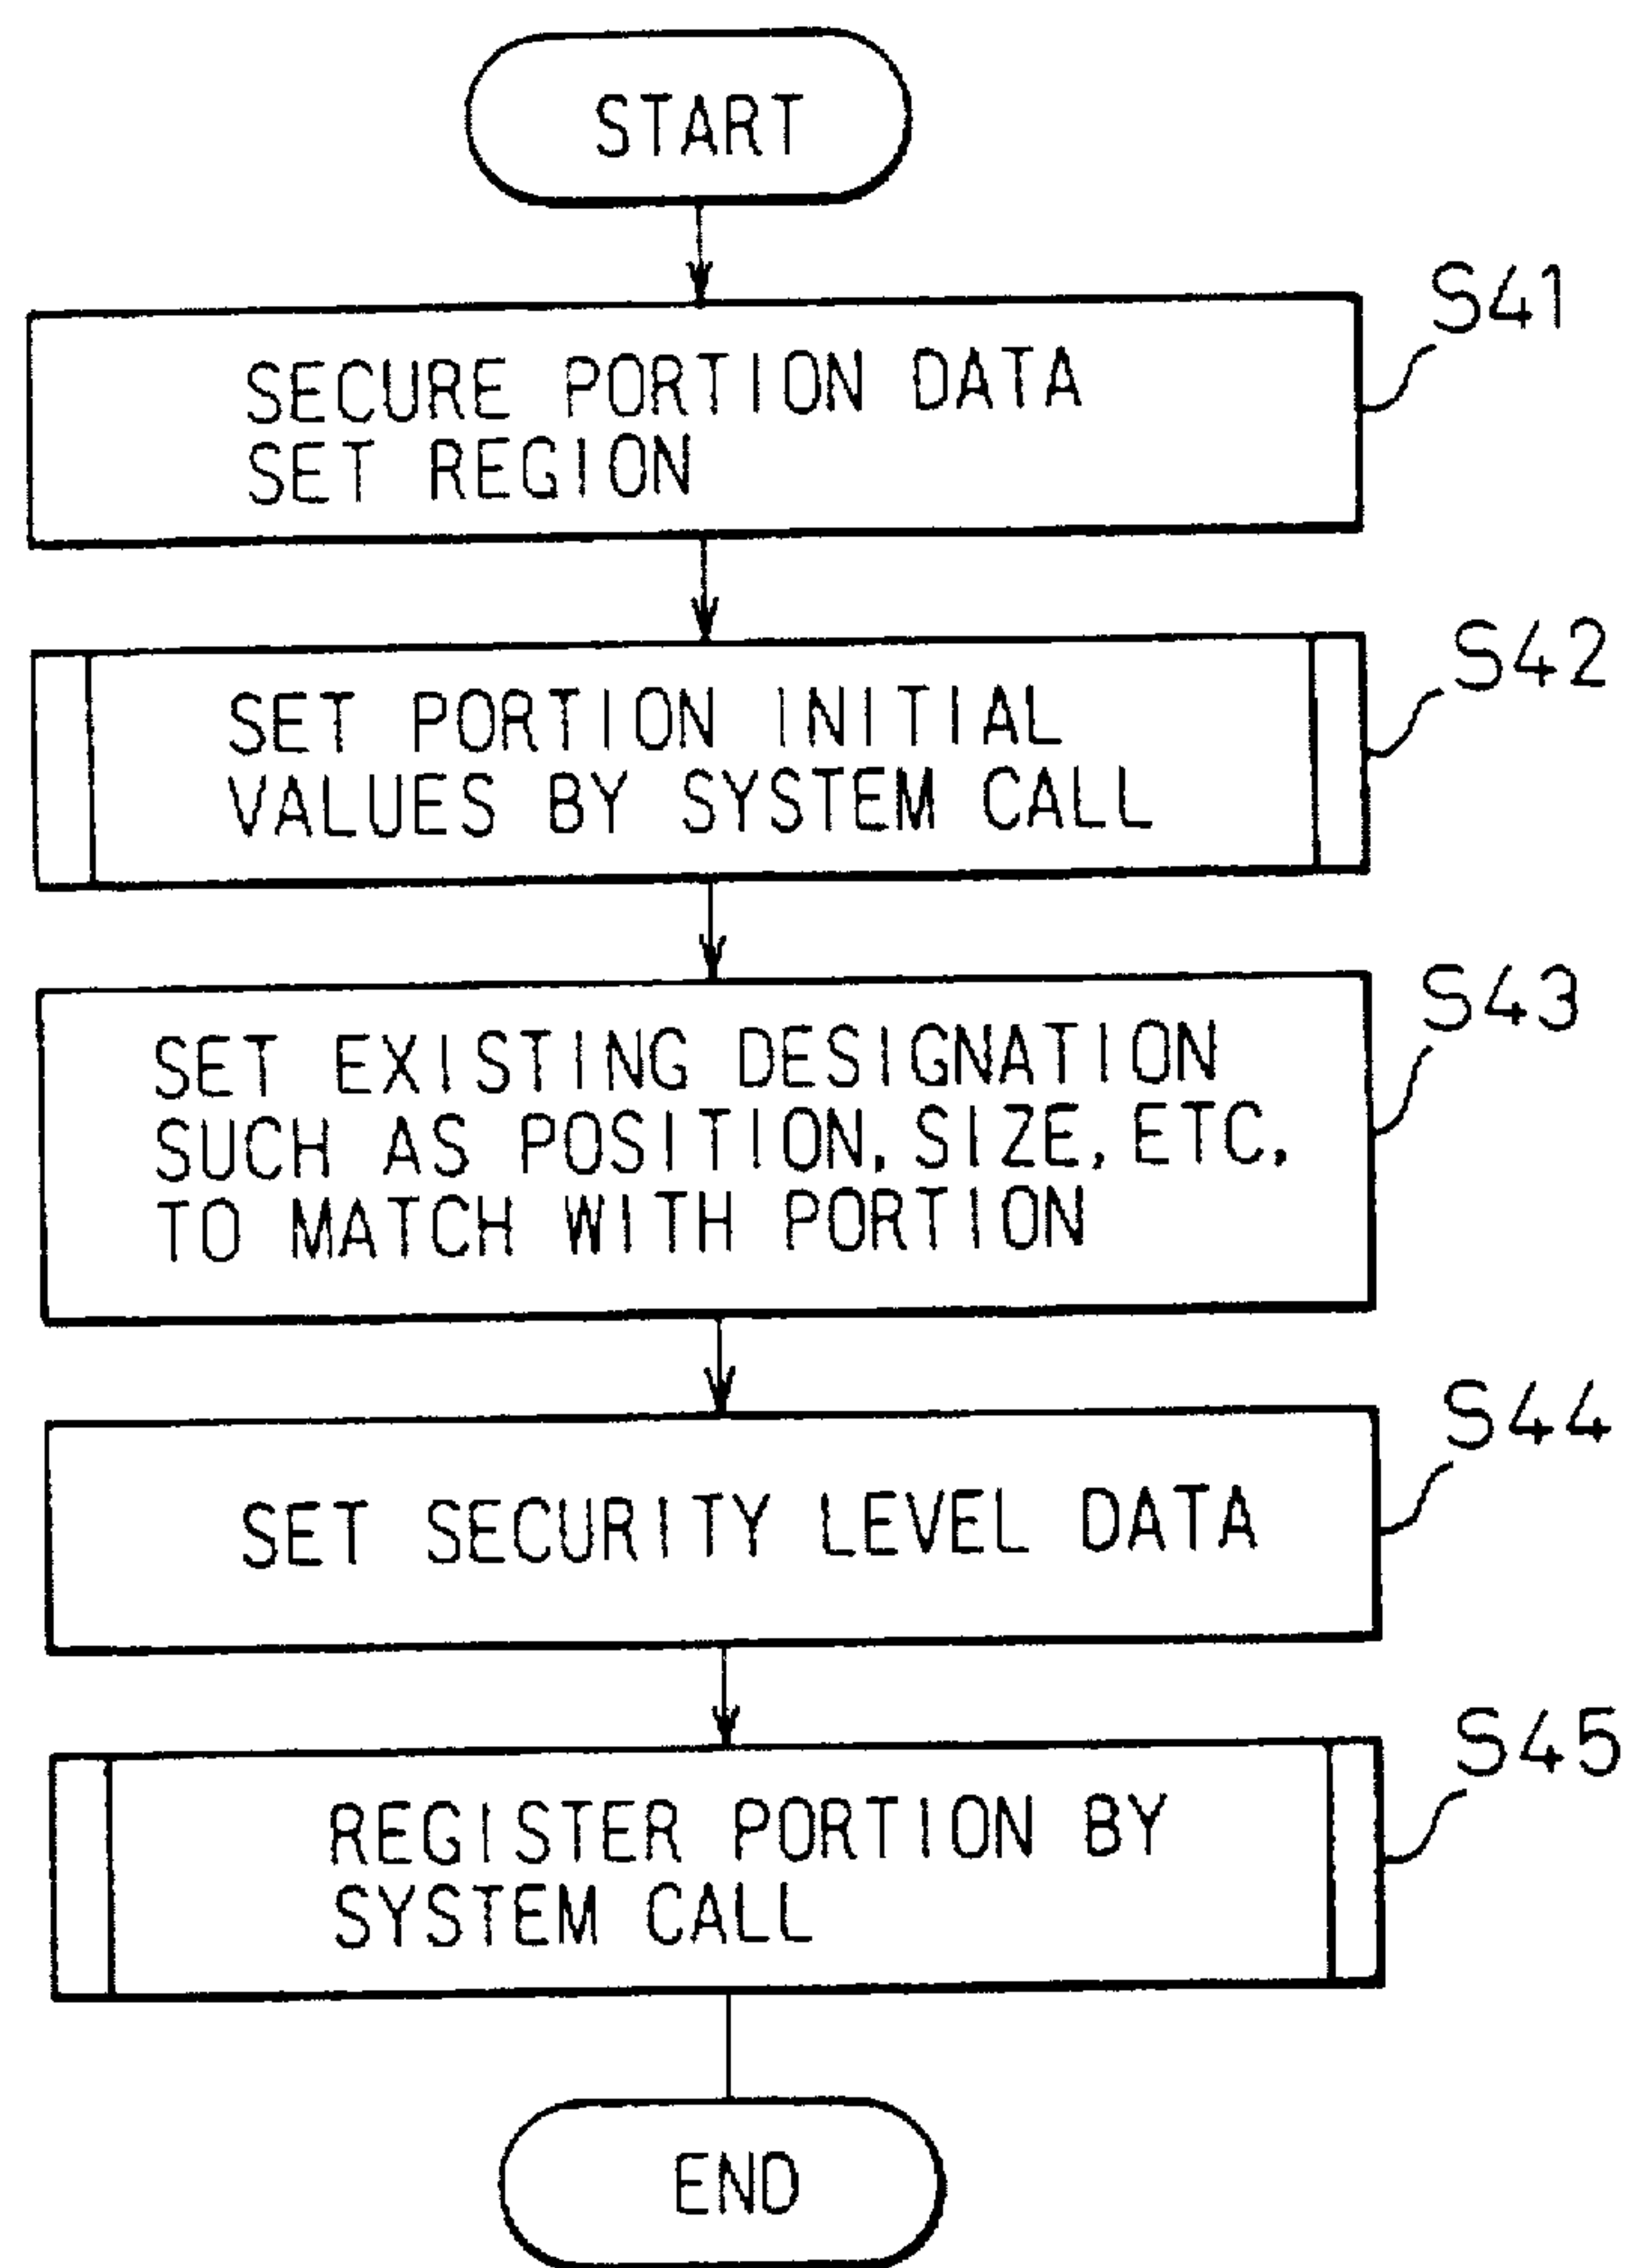 START
S41
SECURE PORTION DATA
SET REGION
S42
SET PORTION INITIAL
VALUES BY SYSTEM CALL
S43
SET EXISTING DESIGNATION
SUCH AS POSITION, SIZE, ETC,
TO MATCH WITH PORTION
S44
SET SECURITY LEVEL DATA
S45
REGISTER PORTION BY
SYSTEM CALL
END